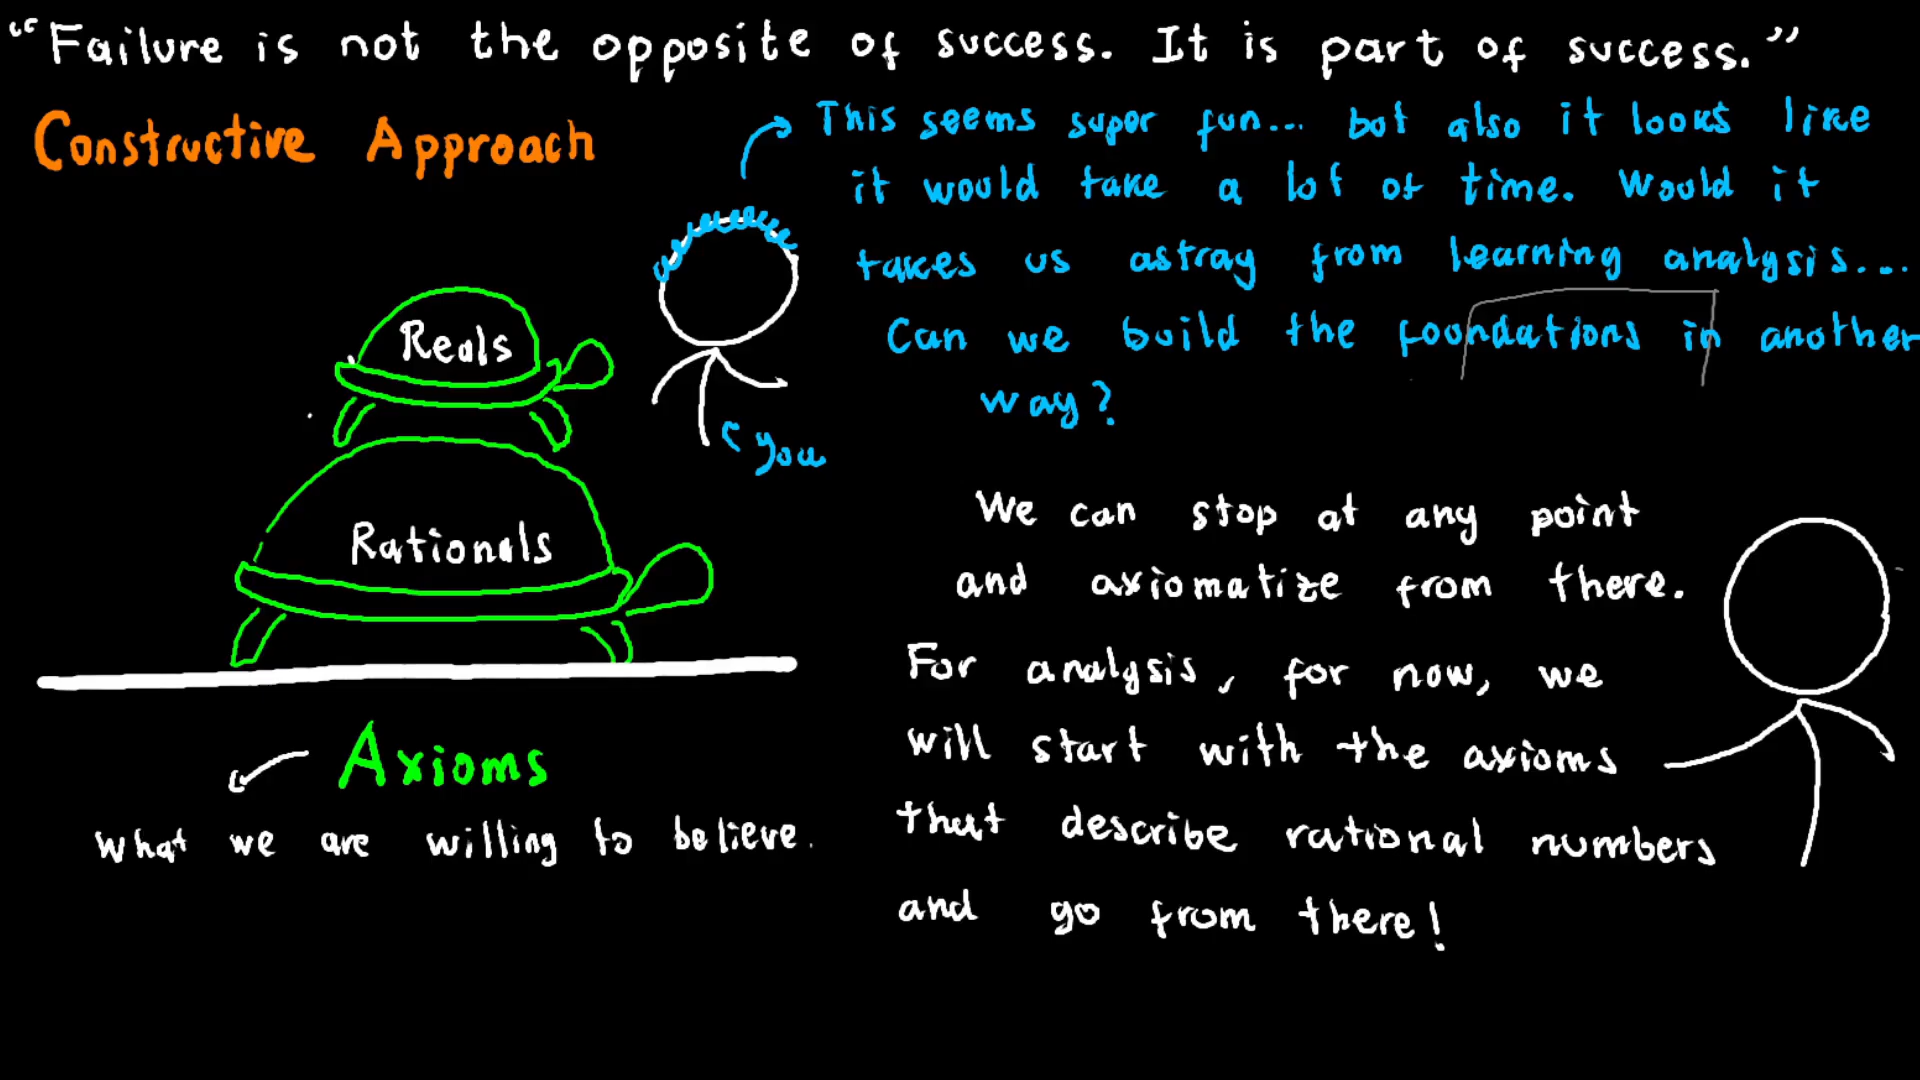 “Failure is not the opposite of success. It is part of success.”
Constructive Approach
This seems super fun... but also it looks like
it would take a lot of time. Would it
takes us astray from learning analysis...
Can we build the foundations in another
way?
you
Reals
Rationals
Axioms
What we are willing to believe.
We can stop at any point
and axiomatize from there.
For analysis, for now, we
will start with the axioms
that describe rational numbers
and go from there!